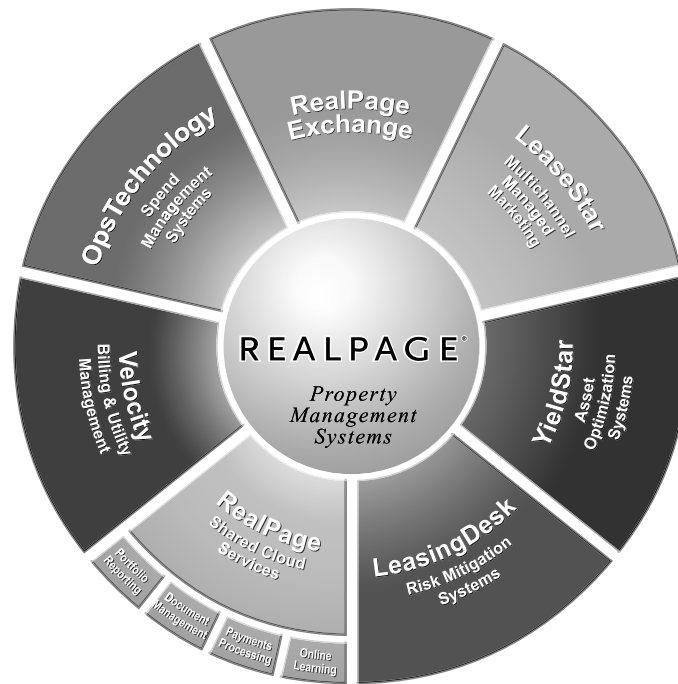 RealPage
Exchange
LeaseStar
Multichannel
Managed
Marketing
YieldStar
Asset
Optimization
Systems
LeasingDesk
Risk Mitigation
Systems
RealPage
Shared Cloud
Services
Online
Learning
Payments
Processing
Document
Management
Portfolio
Reporting
Velocity
Billing & Utility
Management
OpsTechnology
Spend
Management
Systems
REALPAGE®
Property
Management
Systems